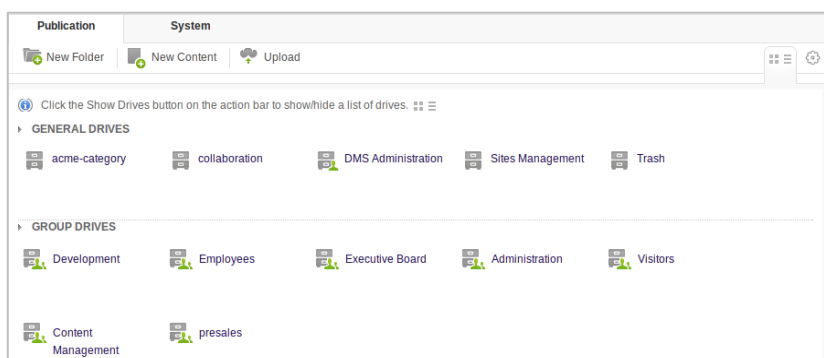 Publication System
New Folder New Content Upload
Click the Show Drives button on the action bar to show/hide a list of drives.
GENERAL DRIVES
acme-category collaboration DMS Administration Sites Management Trash
GROUP DRIVES
Development Employees Executive Board Administration Visitors
Content presales
Management